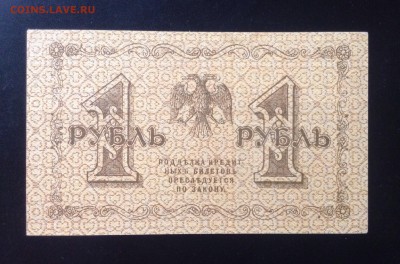 COINS.LAVE.RU
1 1
РУБЛЬ РУБЛЬ
ПОДДѢЛКА КРЕДИТ
НЫХЪ БИЛЕТОВЪ
ПРЕСЛѢДУЕТСЯ
ПО ЗАКОНУ.